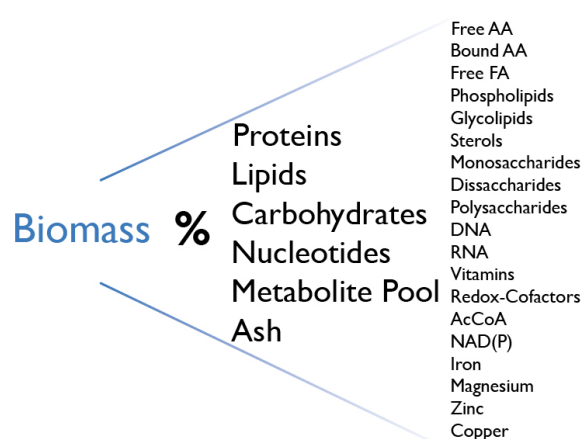 Biomass %
Proteins
Lipids
Carbohydrates
Nucleotides
Metabolite Pool
Ash
Free AA
Bound AA
Free FA
Phospholipids
Glycolipids
Sterols
Monosaccharides
Dissaccharides
Polysaccharides
DNA
RNA
Vitamins
Redox-Cofactors
AcCoA
NAD(P)
Iron
Magnesium
Zinc
Copper